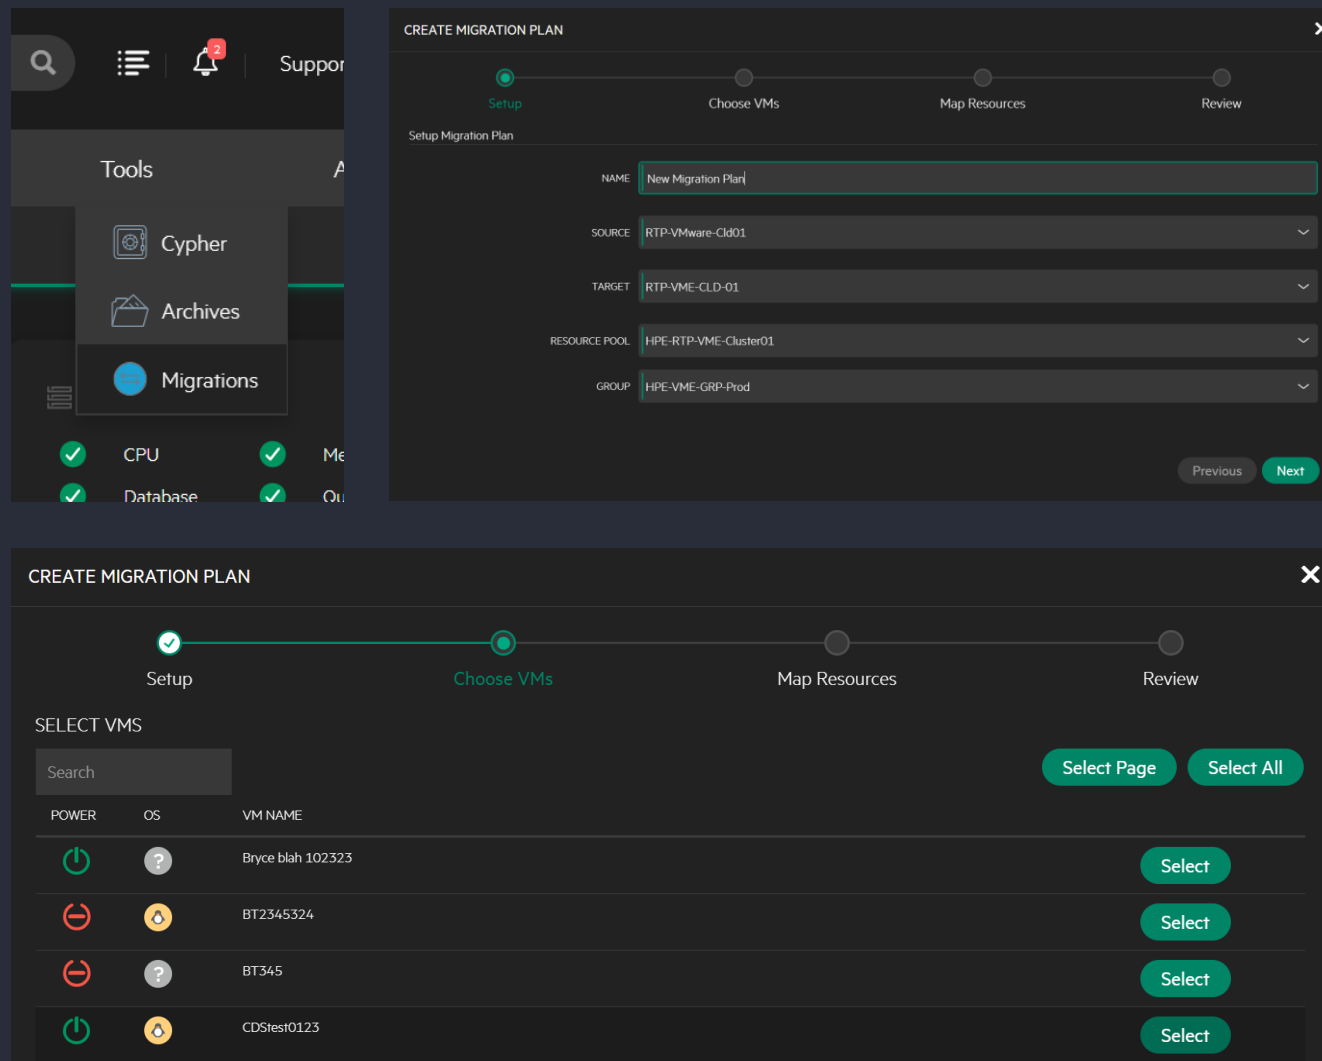 2
Suppor
Tools
A
Cypher
Archives
Migrations
CPU
Me
Database
Qu
CREATE MIGRATION PLAN
Setup
Choose VMs
Map Resources
Review
Setup Migration Plan
NAME
New Migration Plan
SOURCE
RTP-VMware-Cld01
TARGET
RTP-VME-CLD-01
RESOURCE POOL
HPE-RTP-VME-Cluster01
GROUP
HPE-VME-GRP-Prod
Previous
Next
CREATE MIGRATION PLAN
Setup
Choose VMs
Map Resources
Review
SELECT VMS
Search
Select Page
Select All
POWER OS VM NAME
? Bryce blah 102323 Select
BT2345324 Select
? BT345 Select
CDStest0123 Select